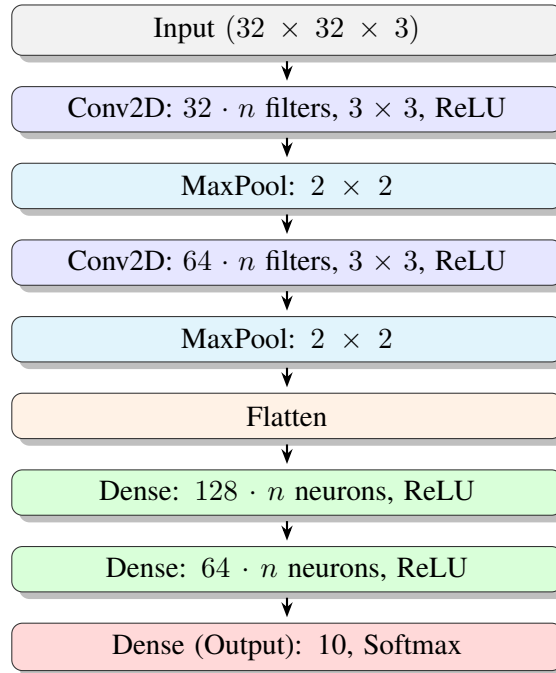 Input (32 × 32 × 3)
Conv2D: 32 · n filters, 3 × 3, ReLU
MaxPool: 2 × 2
Conv2D: 64 · n filters, 3 × 3, ReLU
MaxPool: 2 × 2
Flatten
Dense: 128 · n neurons, ReLU
Dense: 64 · n neurons, ReLU
Dense (Output): 10, Softmax